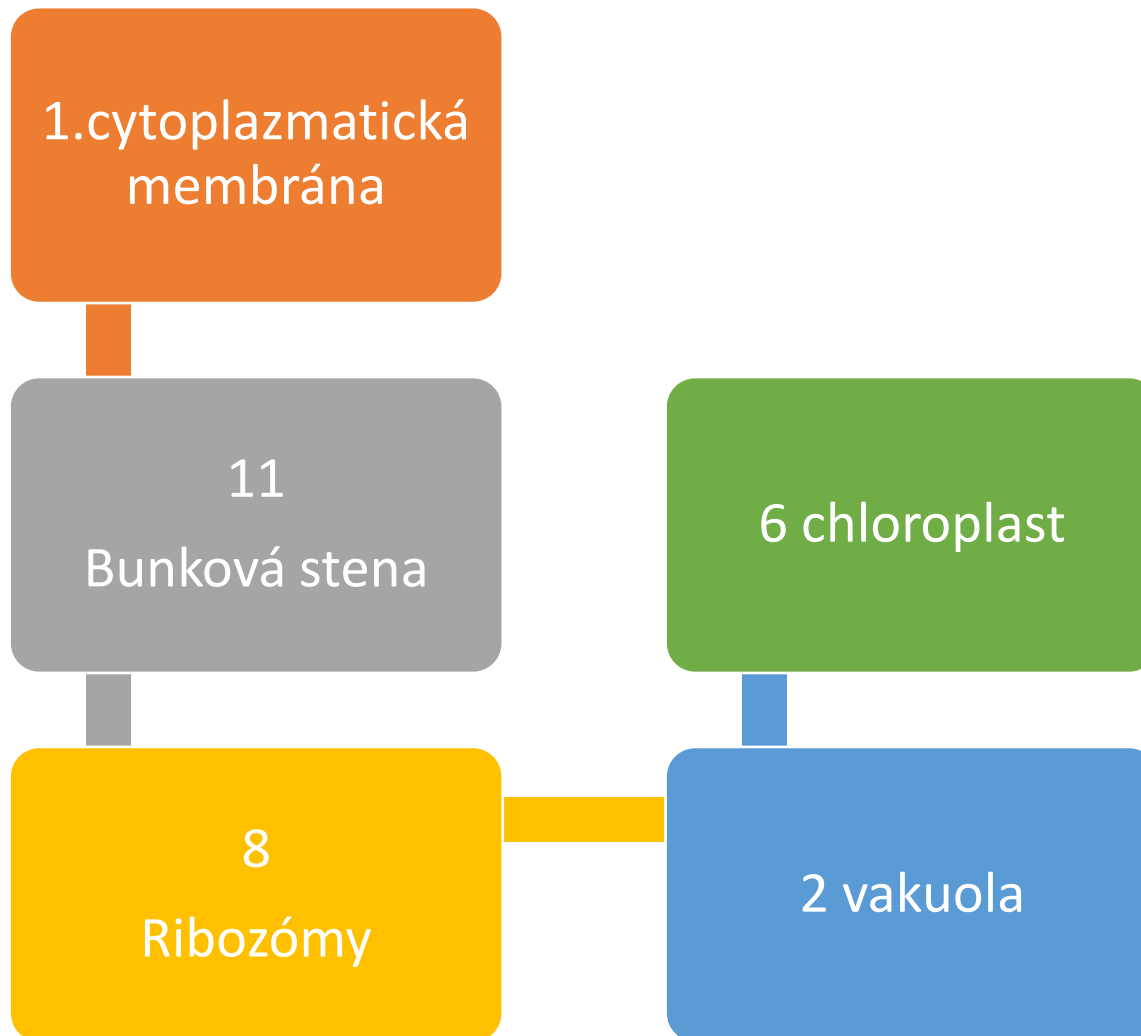 1.cytoplazmatická
membrána
11
Bunková stena
8
Ribozómy
2 vakuola
6 chloroplast